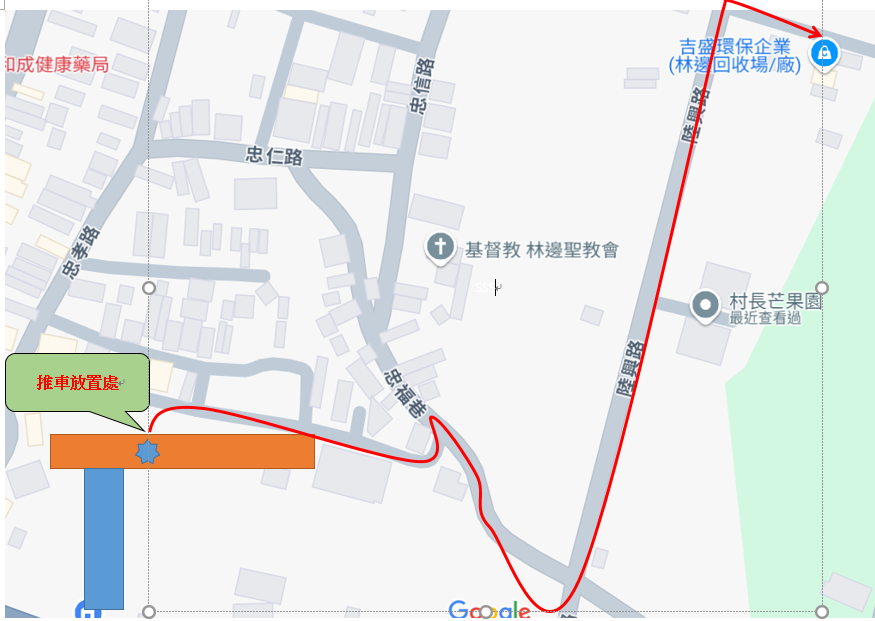 和成健康藥局
忠信路
吉盛環保企業
(林邊回收場/廠)
陸興路
忠仁路
忠孝路
基督教 林邊聖教會
村長芒果園
最近查看過
陸興路
推車放置處
忠福巷
Google